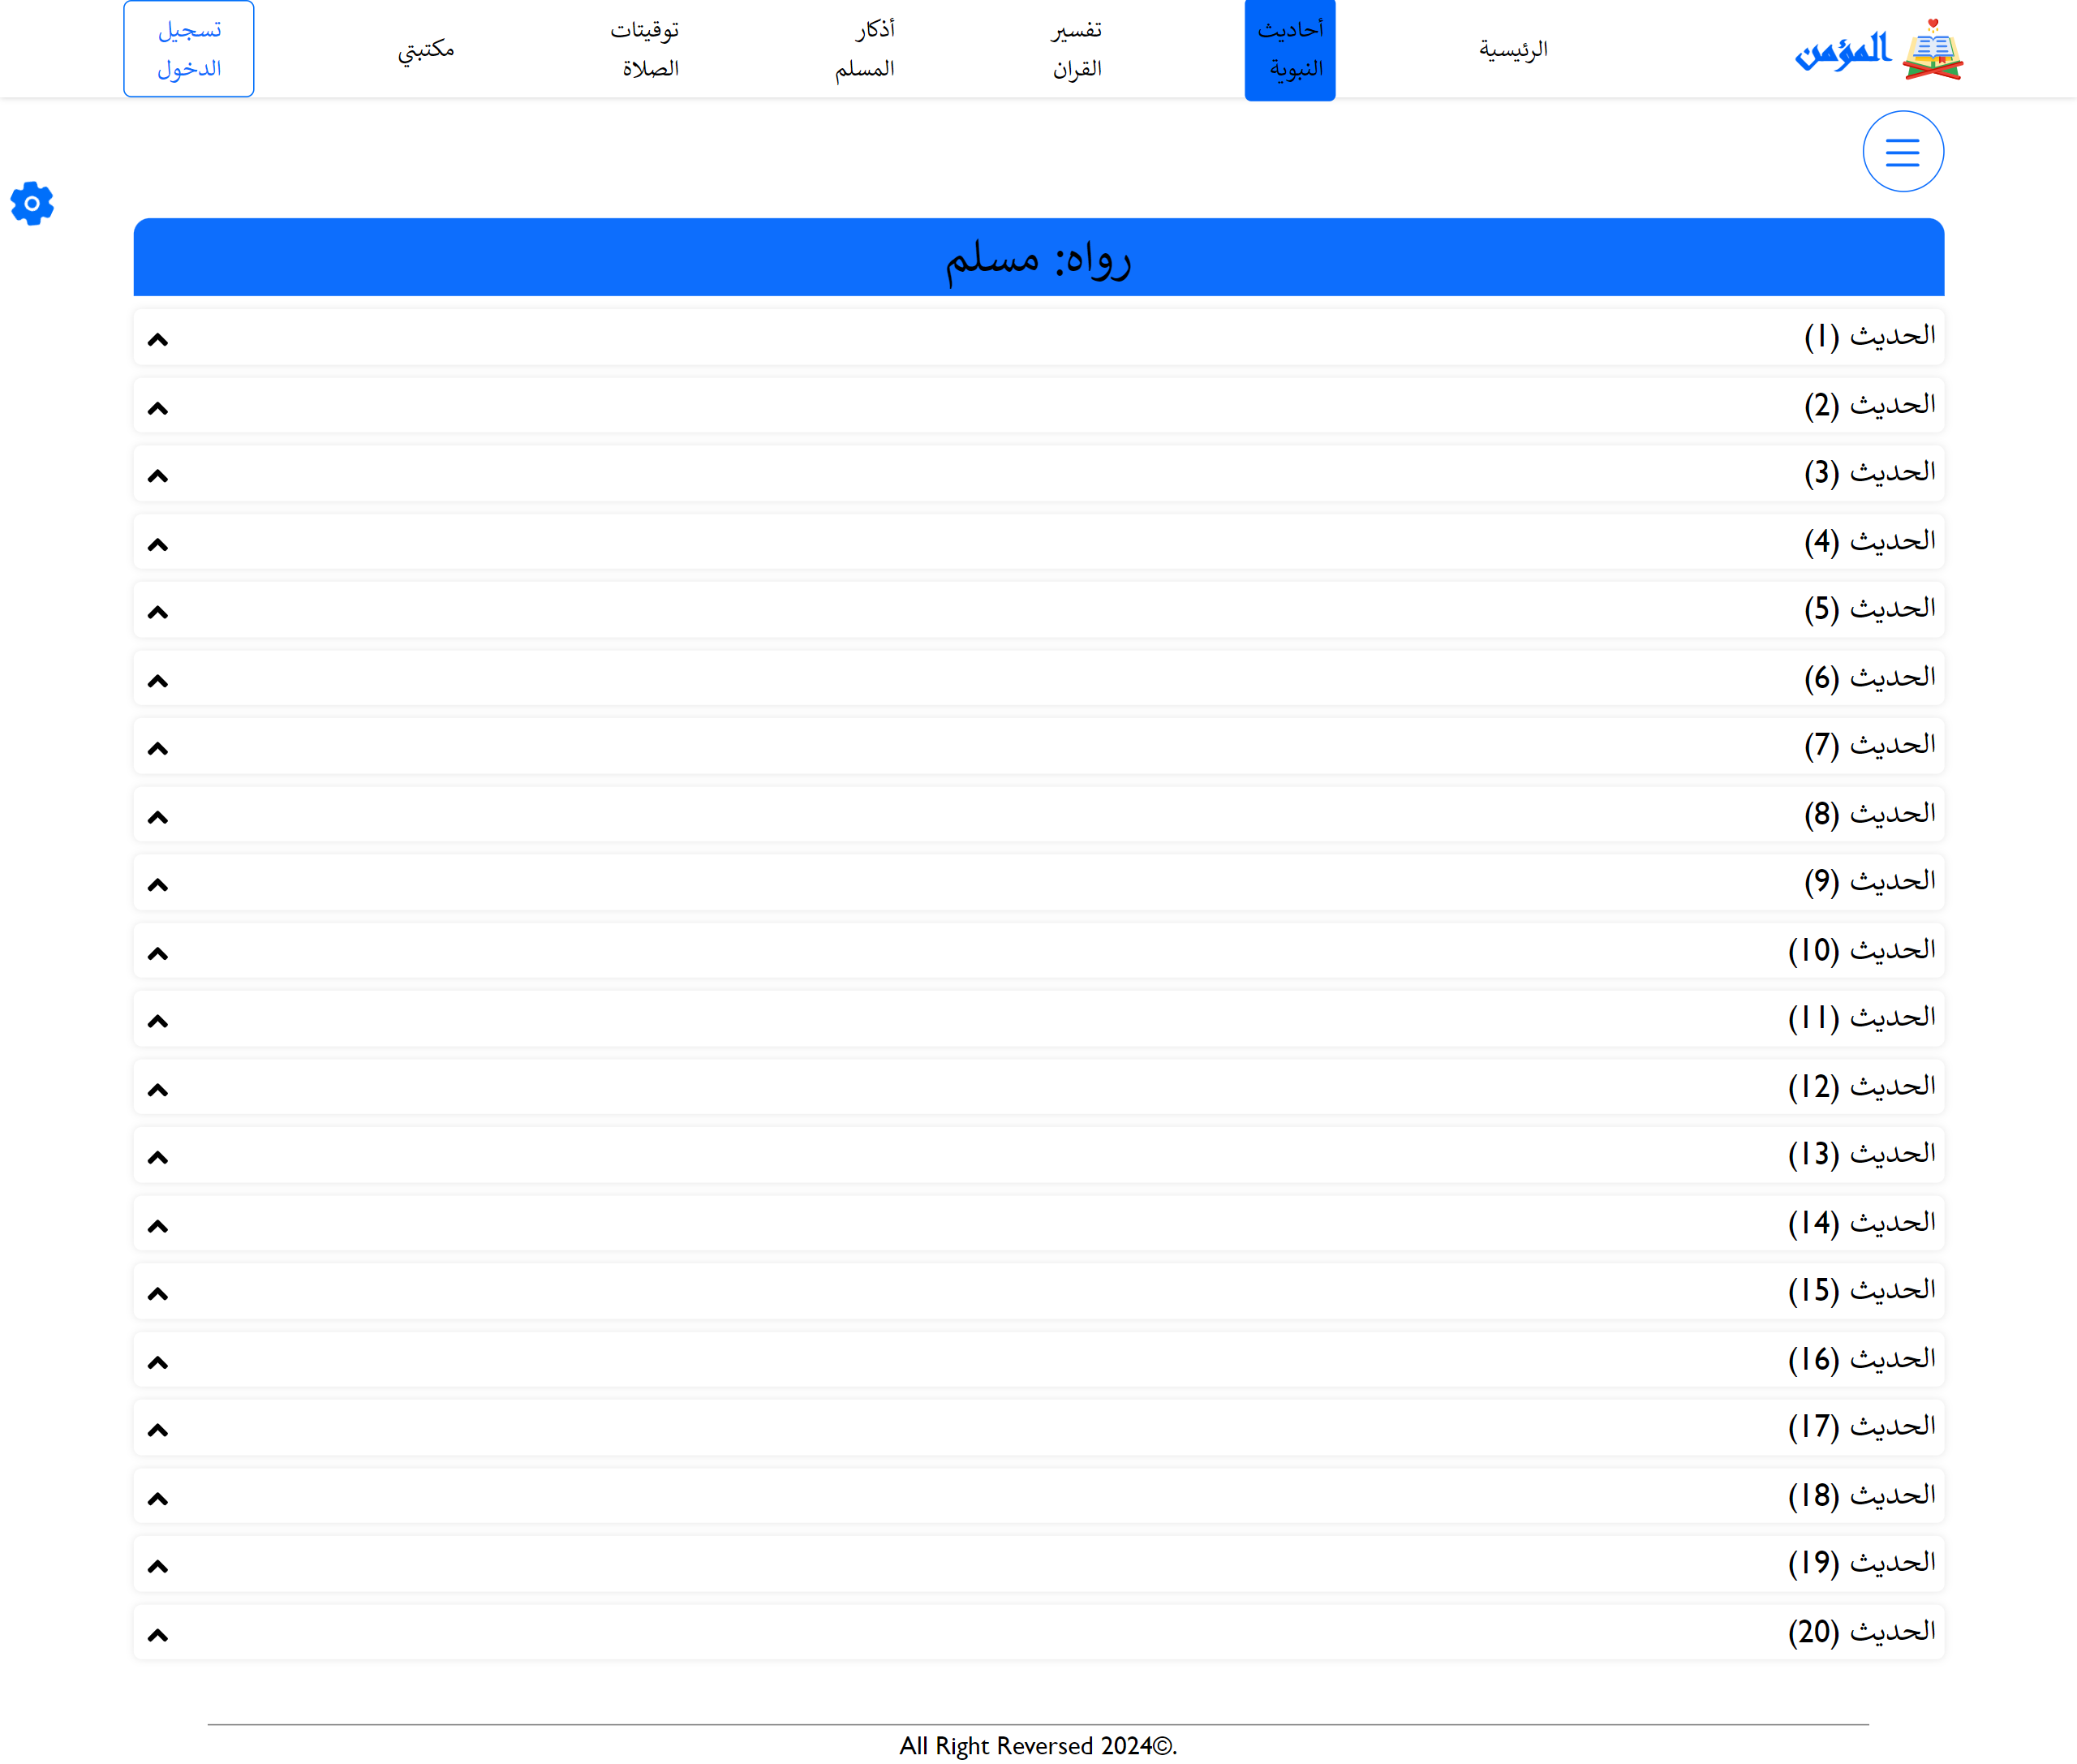 المؤمن
الرئيسية
أحاديث
النبوية
تفسير
القران
أذكار
المسلم
توقيتات
الصلاة
مكتبتي
تسجيل
الدخول
رواه: مسلم
الحديث (1)
الحديث (2)
الحديث (3)
الحديث (4)
الحديث (5)
الحديث (6)
الحديث (7)
الحديث (8)
الحديث (9)
الحديث (10)
الحديث (11)
الحديث (12)
الحديث (13)
الحديث (14)
الحديث (15)
الحديث (16)
الحديث (17)
الحديث (18)
الحديث (19)
الحديث (20)
All Right Reversed 2024©.